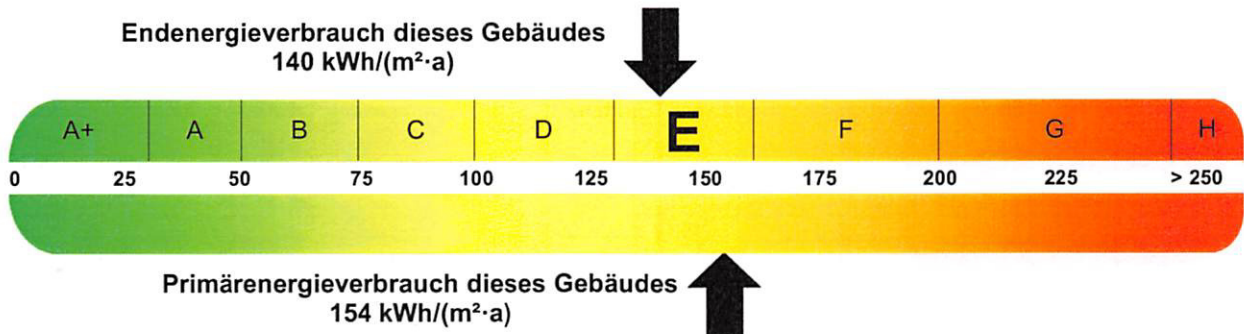 Endenergieverbrauch dieses Gebäudes
140 kWh/(m²·a)
A+ A B C D E F G H
0 25 50 75 100 125 150 175 200 225 > 250
Primärenergieverbrauch dieses Gebäudes
154 kWh/(m²·a)